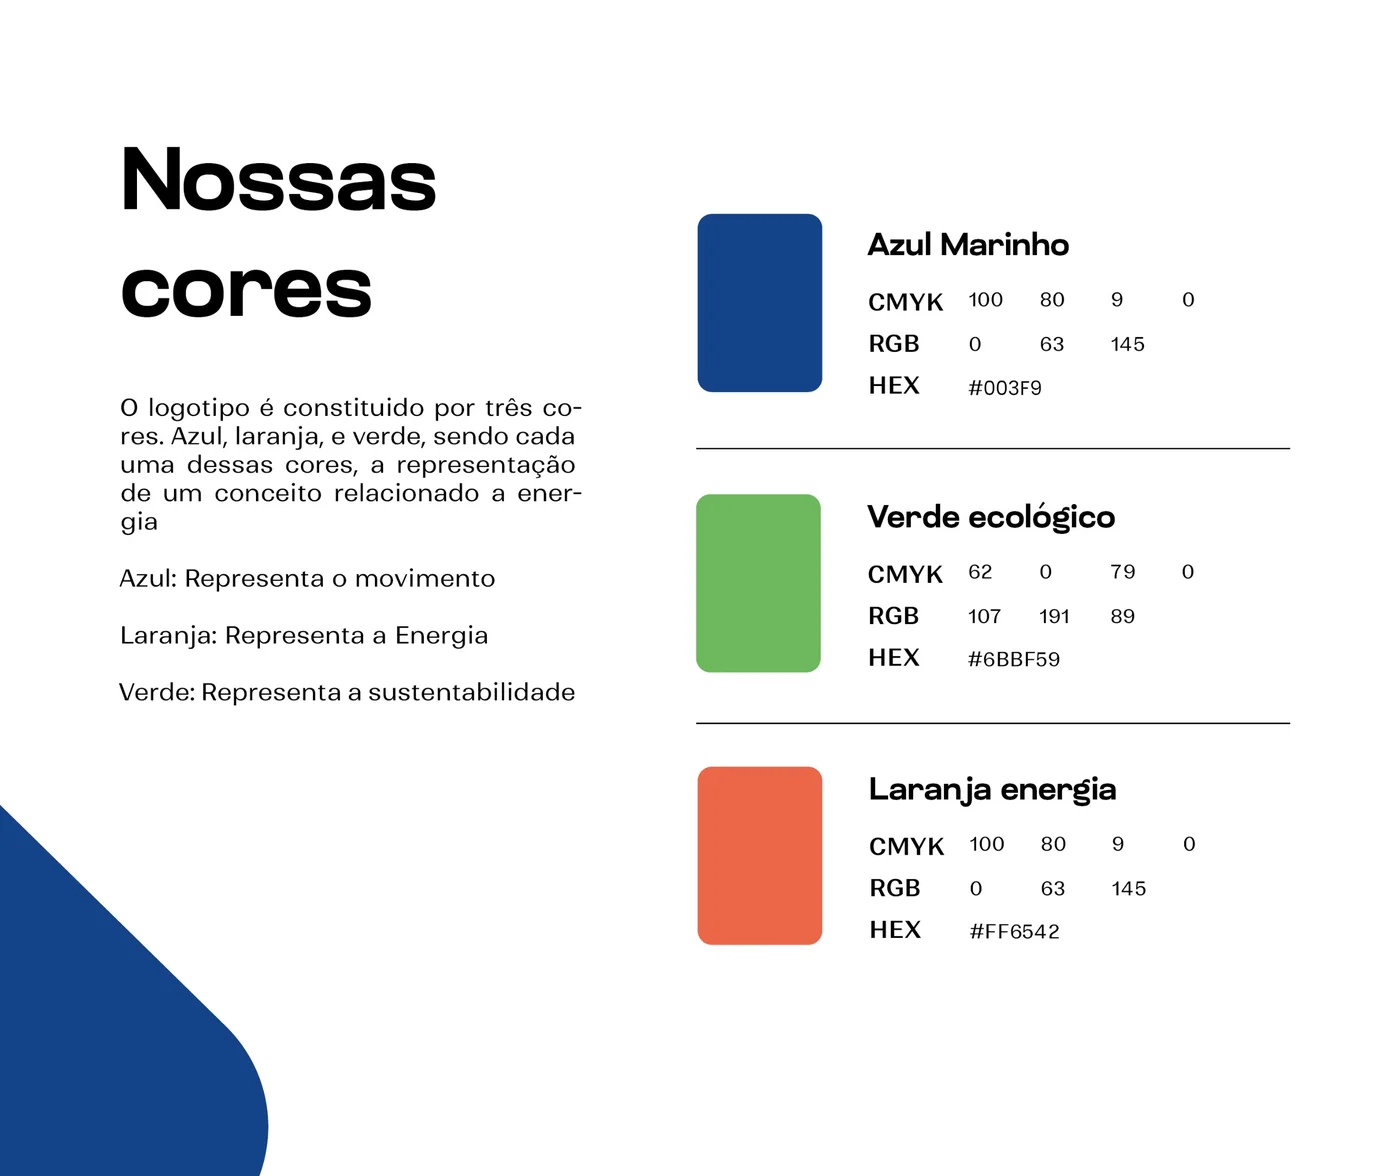 Nossas
cores
O logotipo é constituido por três co-
res. Azul, laranja, e verde, sendo cada
uma dessas cores, a representação
de um conceito relacionado a ener-
gia
Azul: Representa o movimento
Laranja: Representa a Energia
Verde: Representa a sustentabilidade
Azul Marinho
CMYK 100 80 9 0
RGB 0 63 145
HEX #003F9
Verde ecológico
CMYK 62 0 79 0
RGB 107 191 89
HEX #6BBF59
Laranja energia
CMYK 100 80 9 0
RGB 0 63 145
HEX #FF6542